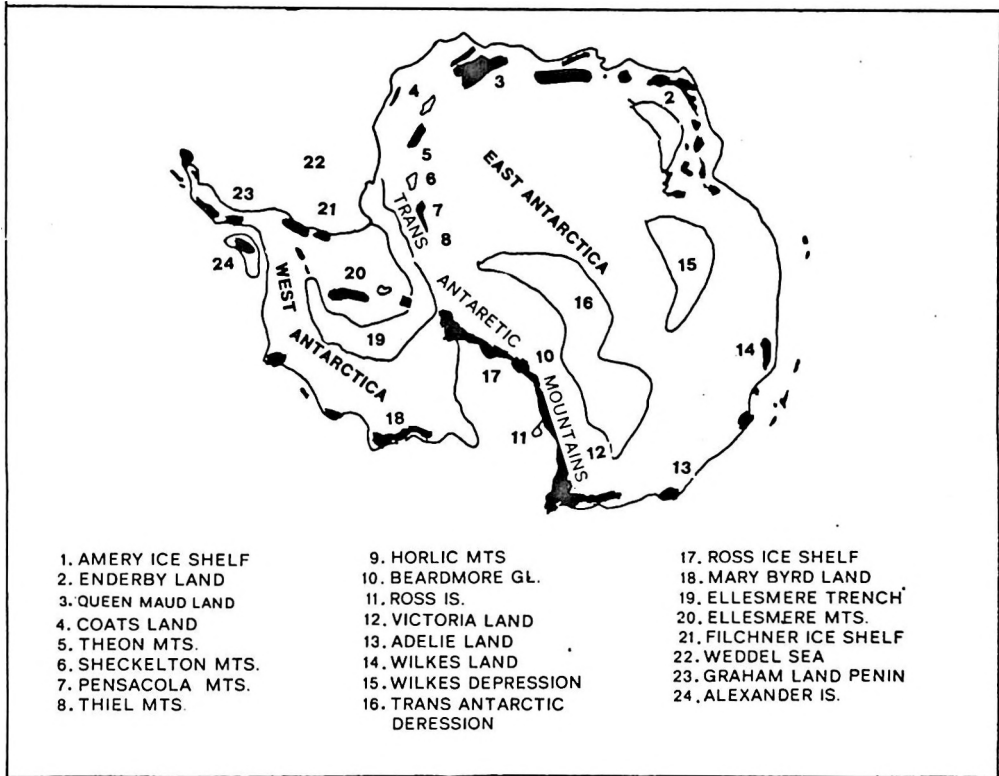 3
4
2
5
22
EAST ANTARCTICA
6
23
TRANS
7
21
8
24
20
15
WEST
16
ANTARETIC
19
14
10
17
ANTARCTICA
MOUNTAINS
18
11
12
13
1. AMERY ICE SHELF
2. ENDERBY LAND
3. QUEEN MAUD LAND
4. COATS LAND
5. THEON MTS.
6. SHECKELTON MTS.
7. PENSACOLA MTS.
8. THIEL MTS.
9. HORLIC MTS
10. BEARDMORE GL.
11. ROSS IS.
12. VICTORIA LAND
13. ADELIE LAND
14. WILKES LAND
15. WILKES DEPRESSION
16. TRANS ANTARCTIC
DERESSION
17. ROSS ICE SHELF
18. MARY BYRD LAND
19. ELLESMERE TRENCH
20. ELLESMERE MTS.
21. FILCHNER ICE SHELF
22. WEDDEL SEA
23. GRAHAM LAND PENIN
24. ALEXANDER IS.